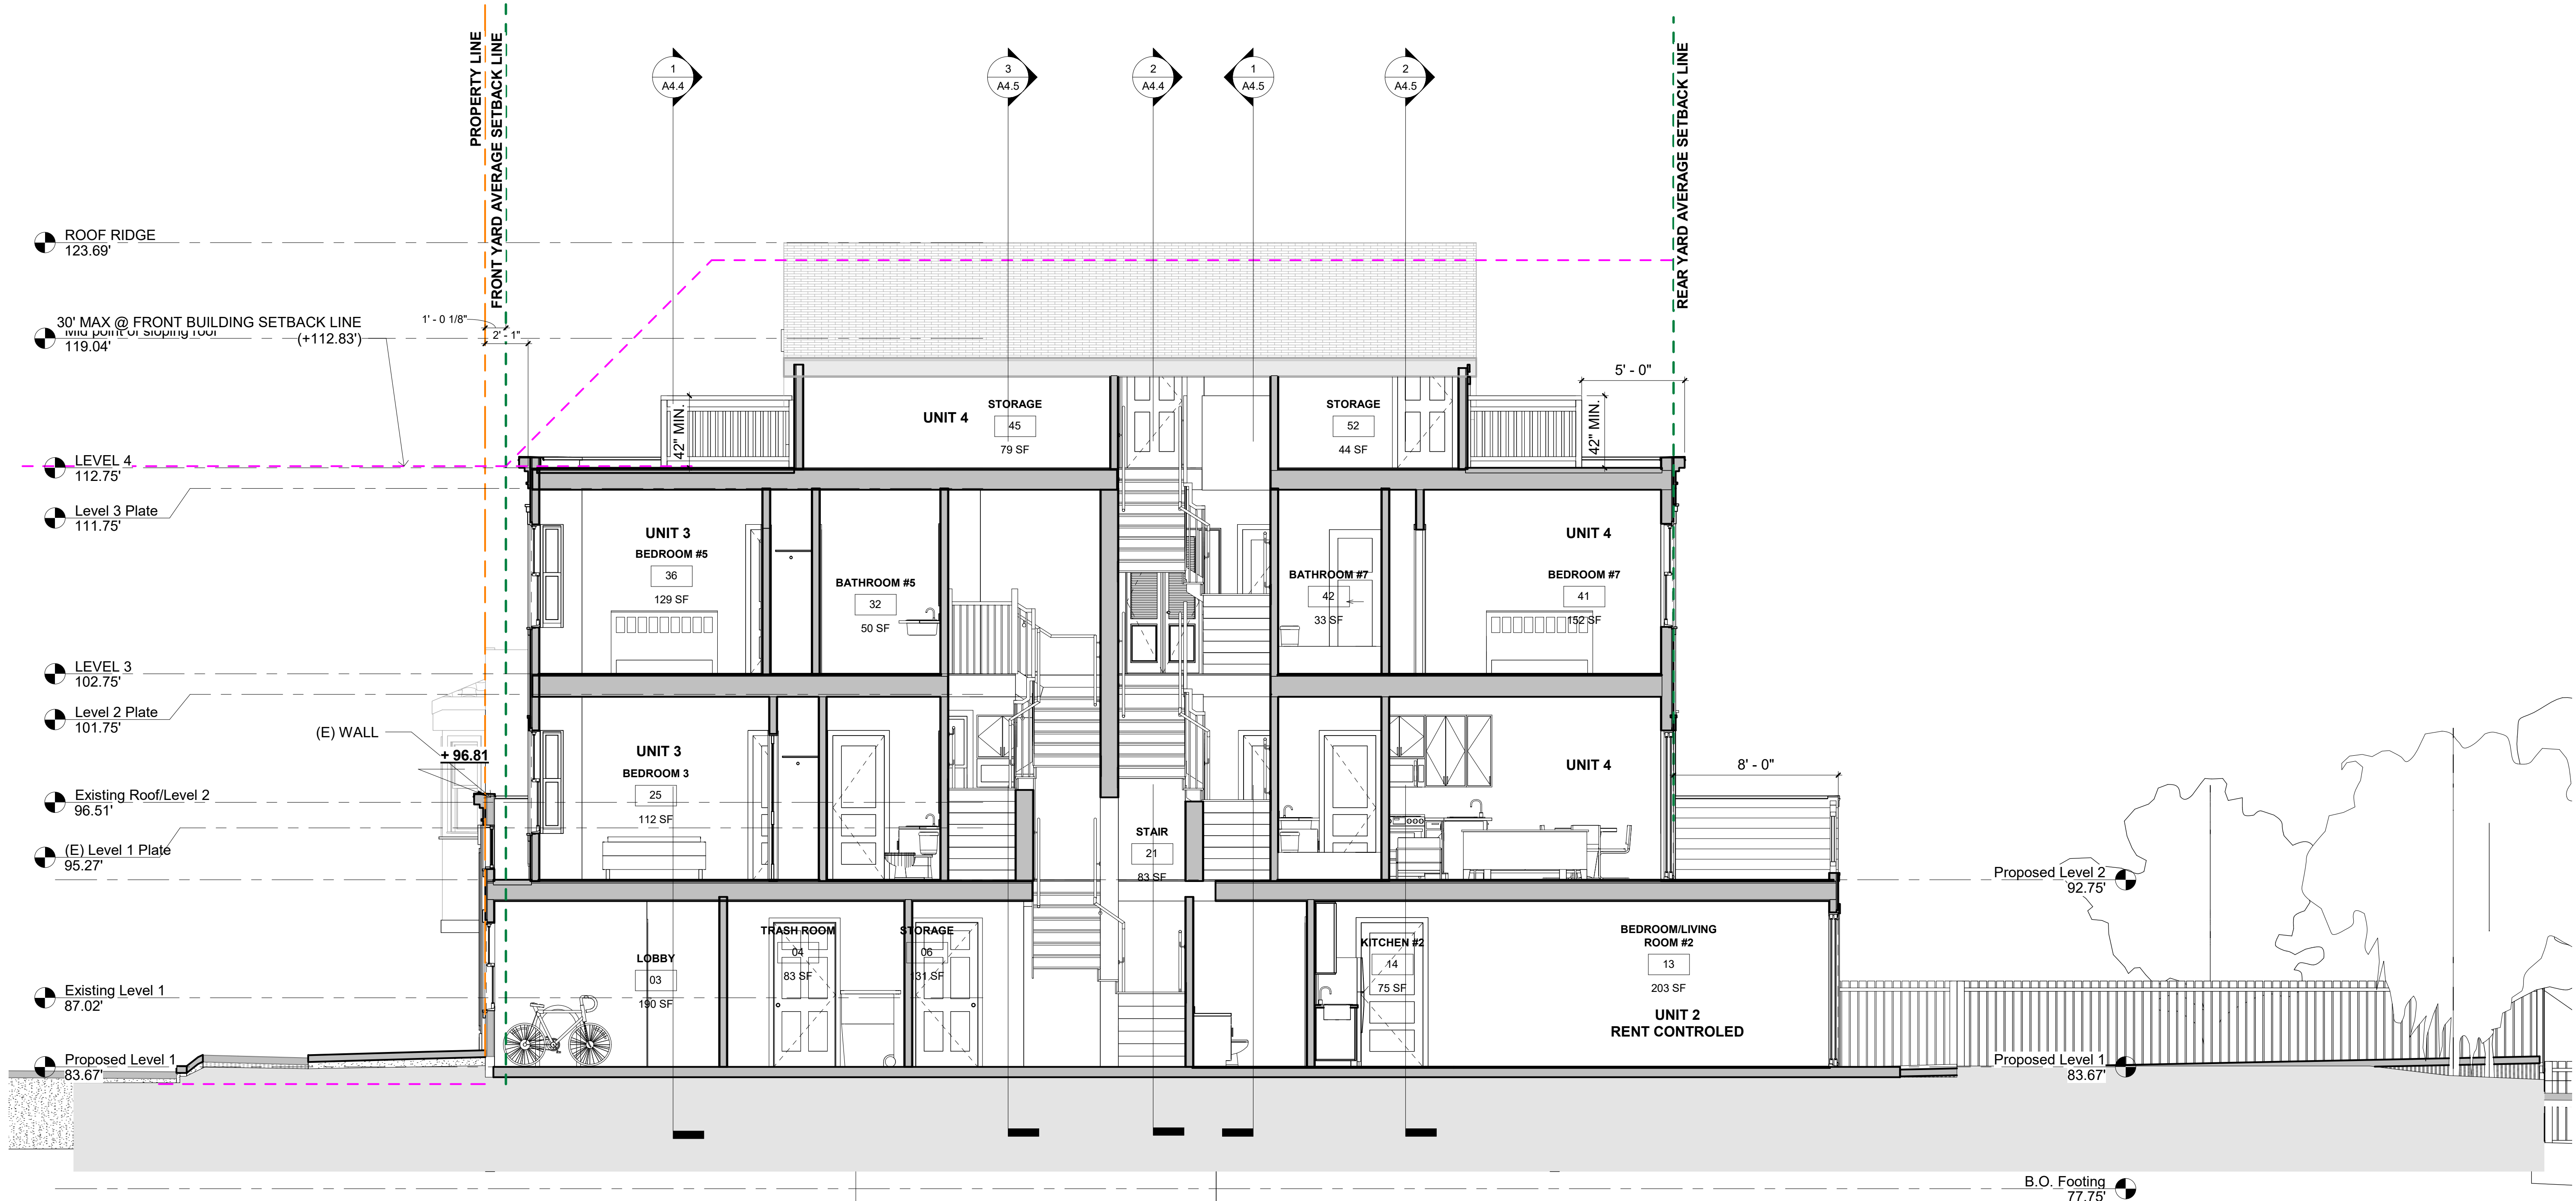 PROPERTY LINE
FRONT YARD AVERAGE SETBACK LINE
1
A4.4
3
A4.5
2
A4.4
1
A4.5
2
A4.5
REAR YARD AVERAGE SETBACK LINE
ROOF RIDGE
123.69'
30' MAX @ FRONT BUILDING SETBACK LINE
(+112.83')
Mid point of sloping roof
119.04'
1' - 0 1/8"
2' - 1"
5' - 0"
42" MIN.
42" MIN.
UNIT 4
STORAGE
45
79 SF
STORAGE
52
44 SF
LEVEL 4
112.75'
Level 3 Plate
111.75'
UNIT 3
BEDROOM #5
36
129 SF
BATHROOM #5
32
50 SF
BATHROOM #7
42
33 SF
UNIT 4
BEDROOM #7
41
152 SF
LEVEL 3
102.75'
Level 2 Plate
101.75'
(E) WALL
+ 96.81
UNIT 3
BEDROOM 3
25
112 SF
UNIT 4
8' - 0"
Existing Roof/Level 2
96.51'
STAIR
21
83 SF
(E) Level 1 Plate
95.27'
Proposed Level 2
92.75'
LOBBY
03
190 SF
TRASH ROOM
04
83 SF
STORAGE
06
131 SF
KITCHEN #2
14
75 SF
BEDROOM/LIVING
ROOM #2
13
203 SF
UNIT 2
RENT CONTROLED
Existing Level 1
87.02'
Proposed Level 1
83.67'
Proposed Level 1
83.67'
B.O. Footing
77.75'